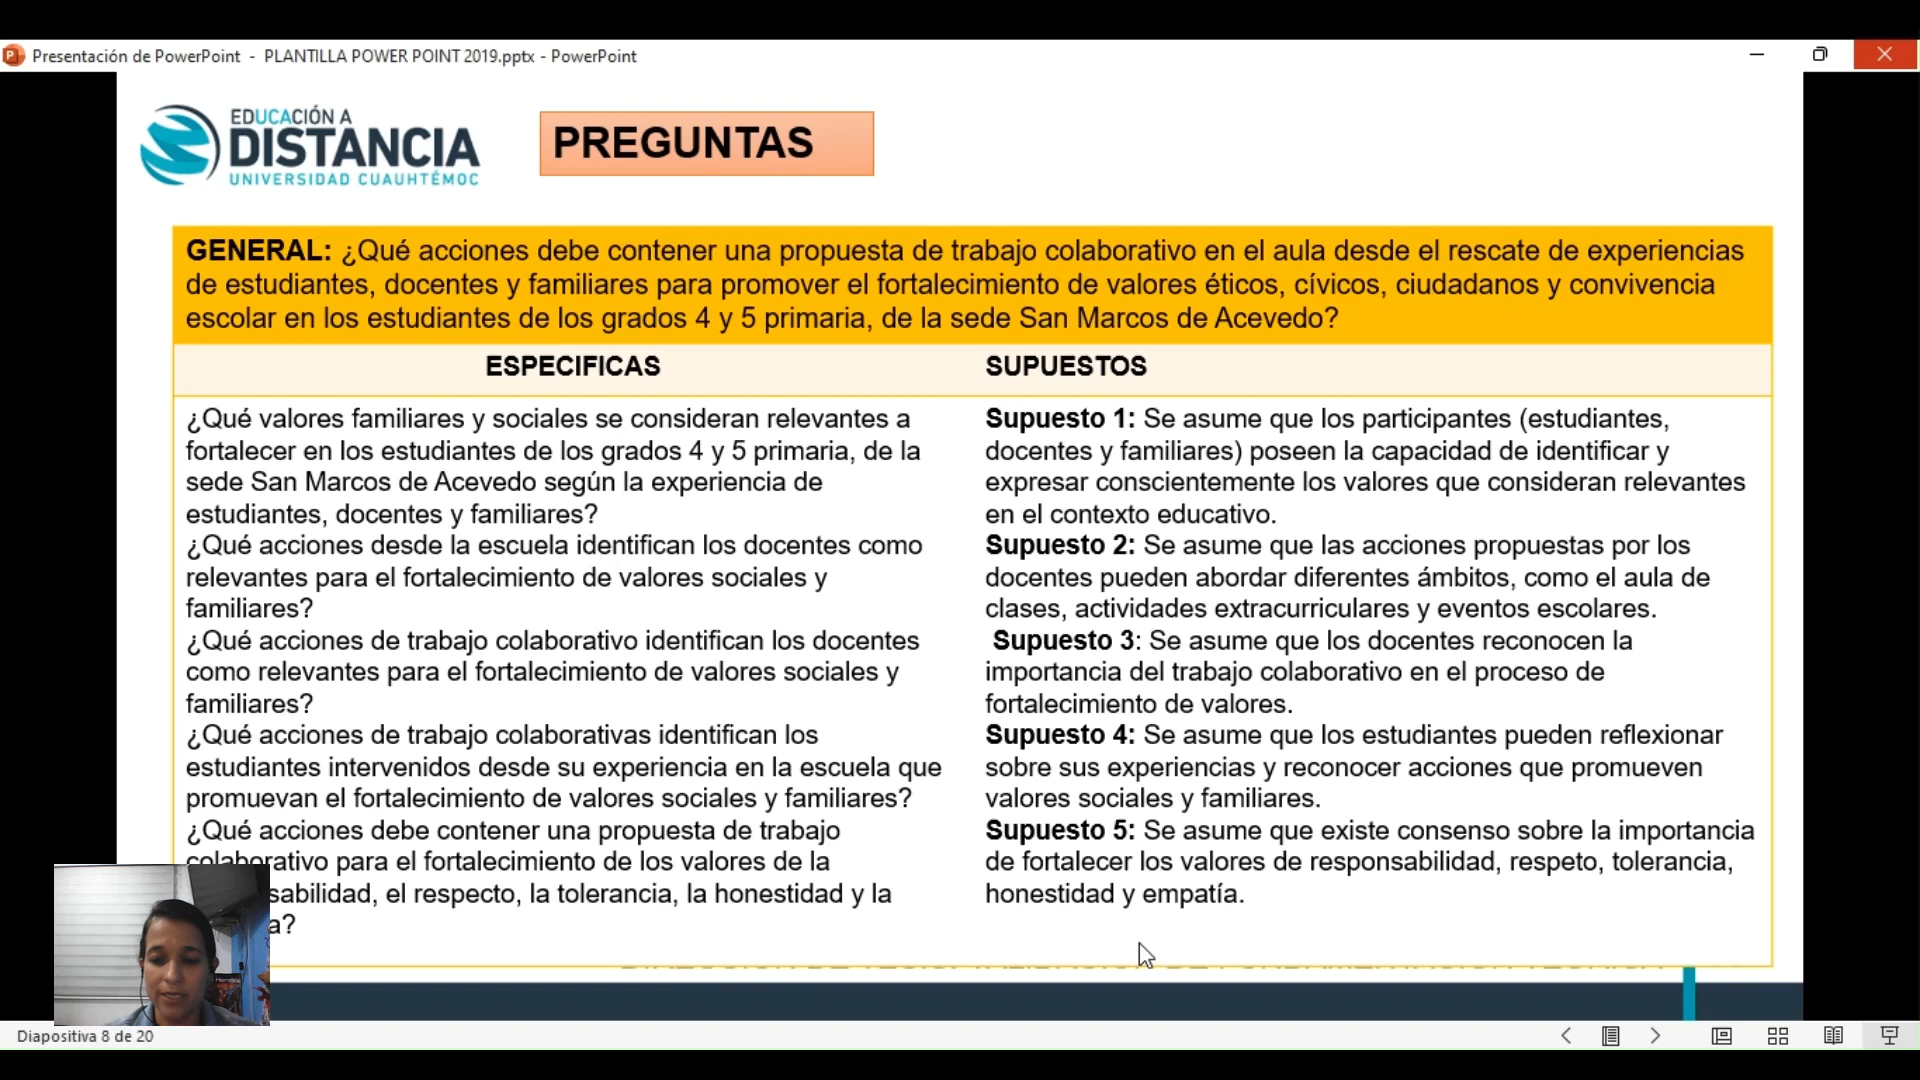 Presentación de PowerPoint - PLANTILLA POWER POINT 2019.pptx - PowerPoint
EDUCACIÓN A
DISTANCIA
UNIVERSIDAD CUAUHTÉMOC
PREGUNTAS
GENERAL: ¿Qué acciones debe contener una propuesta de trabajo colaborativo en el aula desde el rescate de experiencias
de estudiantes, docentes y familiares para promover el fortalecimiento de valores éticos, cívicos, ciudadanos y convivencia
escolar en los estudiantes de los grados 4 y 5 primaria, de la sede San Marcos de Acevedo?
ESPECIFICAS
¿Qué valores familiares y sociales se consideran relevantes a
fortalecer en los estudiantes de los grados 4 y 5 primaria, de la
sede San Marcos de Acevedo según la experiencia de
estudiantes, docentes y familiares?
¿Qué acciones desde la escuela identifican los docentes como
relevantes para el fortalecimiento de valores sociales y
familiares?
¿Qué acciones de trabajo colaborativo identifican los docentes
como relevantes para el fortalecimiento de valores sociales y
familiares?
¿Qué acciones de trabajo colaborativas identifican los
estudiantes intervenidos desde su experiencia en la escuela que
promuevan el fortalecimiento de valores sociales y familiares?
¿Qué acciones debe contener una propuesta de trabajo
colaborativo para el fortalecimiento de los valores de la
sabilidad, el respecto, la tolerancia, la honestidad y la
a?
SUPUESTOS
Supuesto 1: Se asume que los participantes (estudiantes,
docentes y familiares) poseen la capacidad de identificar y
expresar conscientemente los valores que consideran relevantes
en el contexto educativo.
Supuesto 2: Se asume que las acciones propuestas por los
docentes pueden abordar diferentes ámbitos, como el aula de
clases, actividades extracurriculares y eventos escolares.
Supuesto 3: Se asume que los docentes reconocen la
importancia del trabajo colaborativo en el proceso de
fortalecimiento de valores.
Supuesto 4: Se asume que los estudiantes pueden reflexionar
sobre sus experiencias y reconocer acciones que promueven
valores sociales y familiares.
Supuesto 5: Se asume que existe consenso sobre la importancia
de fortalecer los valores de responsabilidad, respeto, tolerancia,
honestidad y empatía.
Diapositiva 8 de 20